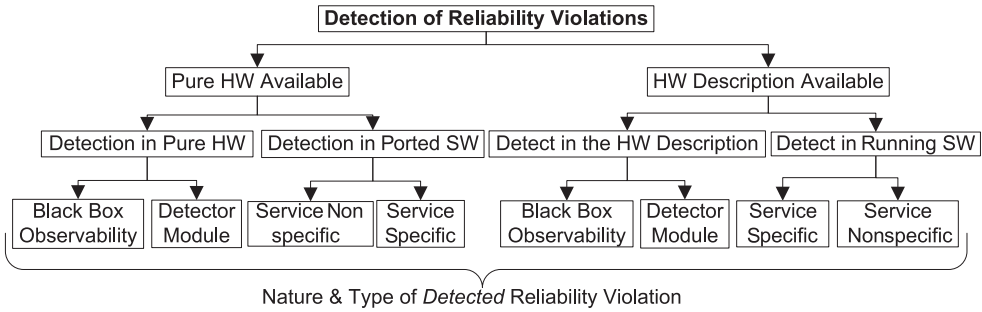 Detection of Reliability Violations
Pure HW Available
HW Description Available
Detection in Pure HW
Detection in Ported SW
Detect in the HW Description
Detect in Running SW
Black Box
Observability
Detector
Module
Service Non
specific
Service
Specific
Black Box
Observability
Detector
Module
Service
Specific
Service
Nonspecific
Nature & Type of Detected Reliability Violation